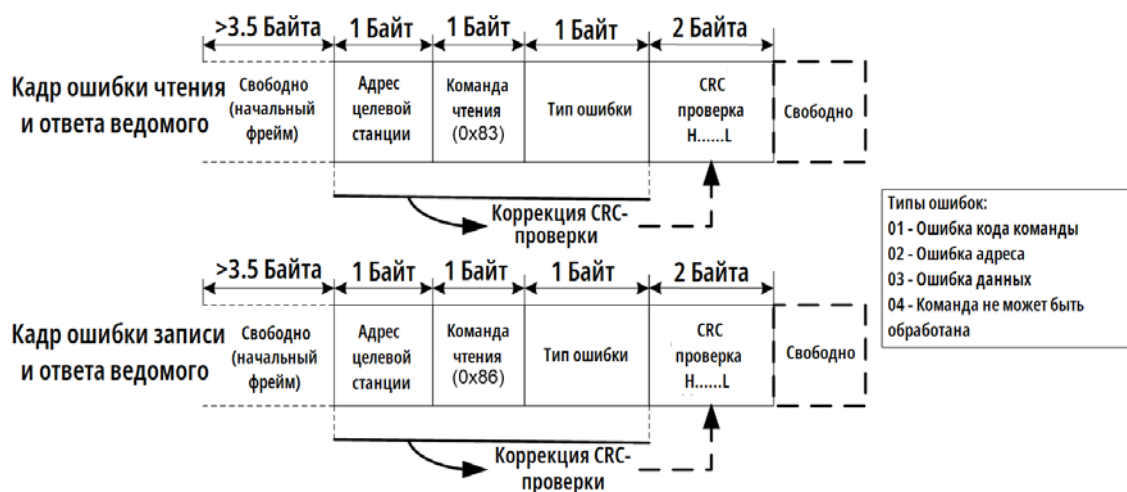 >3.5 Байта 1 Байт 1 Байт 1 Байт 2 Байта
Кадр ошибки чтения
и ответа ведомого
Свободно
(начальный
фрейм)
Адрес
целевой
станции
Команда
чтения
(0x83)
Тип ошибки
CRC
проверка
H......L
Свободно
Коррекция CRC-
проверки
Типы ошибок:
01 - Ошибка кода команды
02 - Ошибка адреса
03 - Ошибка данных
04 - Команда не может быть
обработана
>3.5 Байта 1 Байт 1 Байт 1 Байт 2 Байта
Кадр ошибки записи
и ответа ведомого
Свободно
(начальный
фрейм)
Адрес
целевой
станции
Команда
чтения
(0x86)
Тип ошибки
CRC
проверка
H......L
Свободно
Коррекция CRC-
проверки